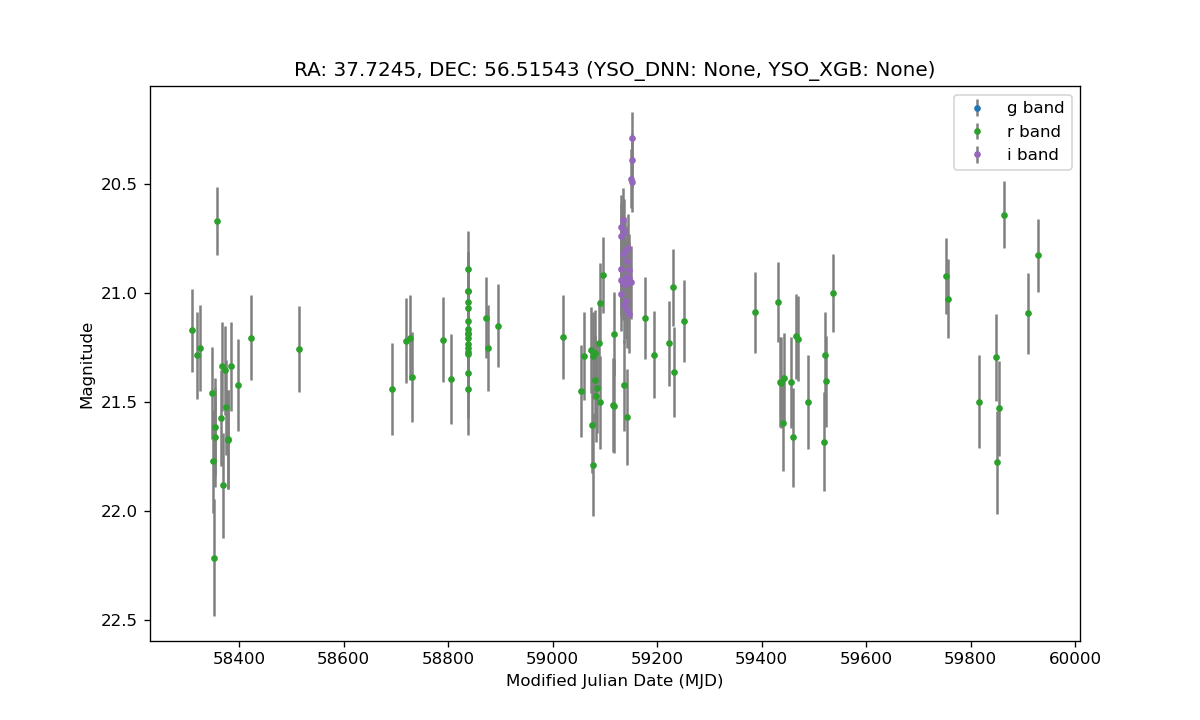 RA: 37.7245, DEC: 56.51543 (YSO_DNN: None, YSO_XGB: None)
g band
r band
i band
20.5
21.0
21.5
22.0
22.5
Magnitude
58400 58600 58800 59000 59200 59400 59600 59800 60000
Modified Julian Date (MJD)